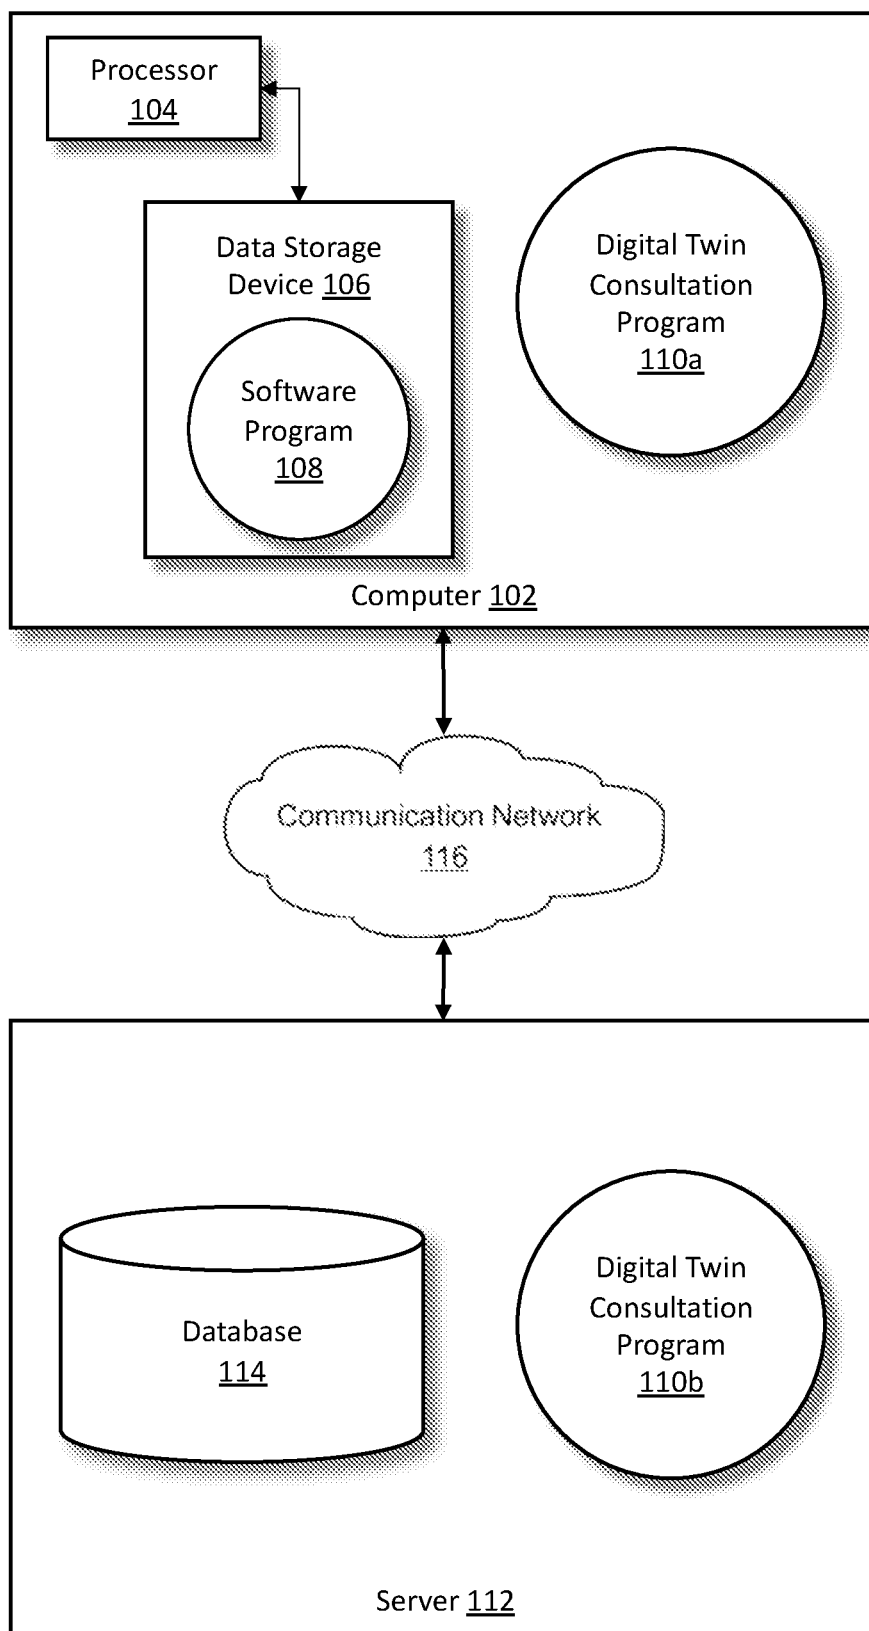 Processor
104
Data Storage
Device 106
Software
Program
108
Digital Twin
Consultation
Program
110a
Computer 102
Communication Network
116
Database
114
Digital Twin
Consultation
Program
110b
Server 112